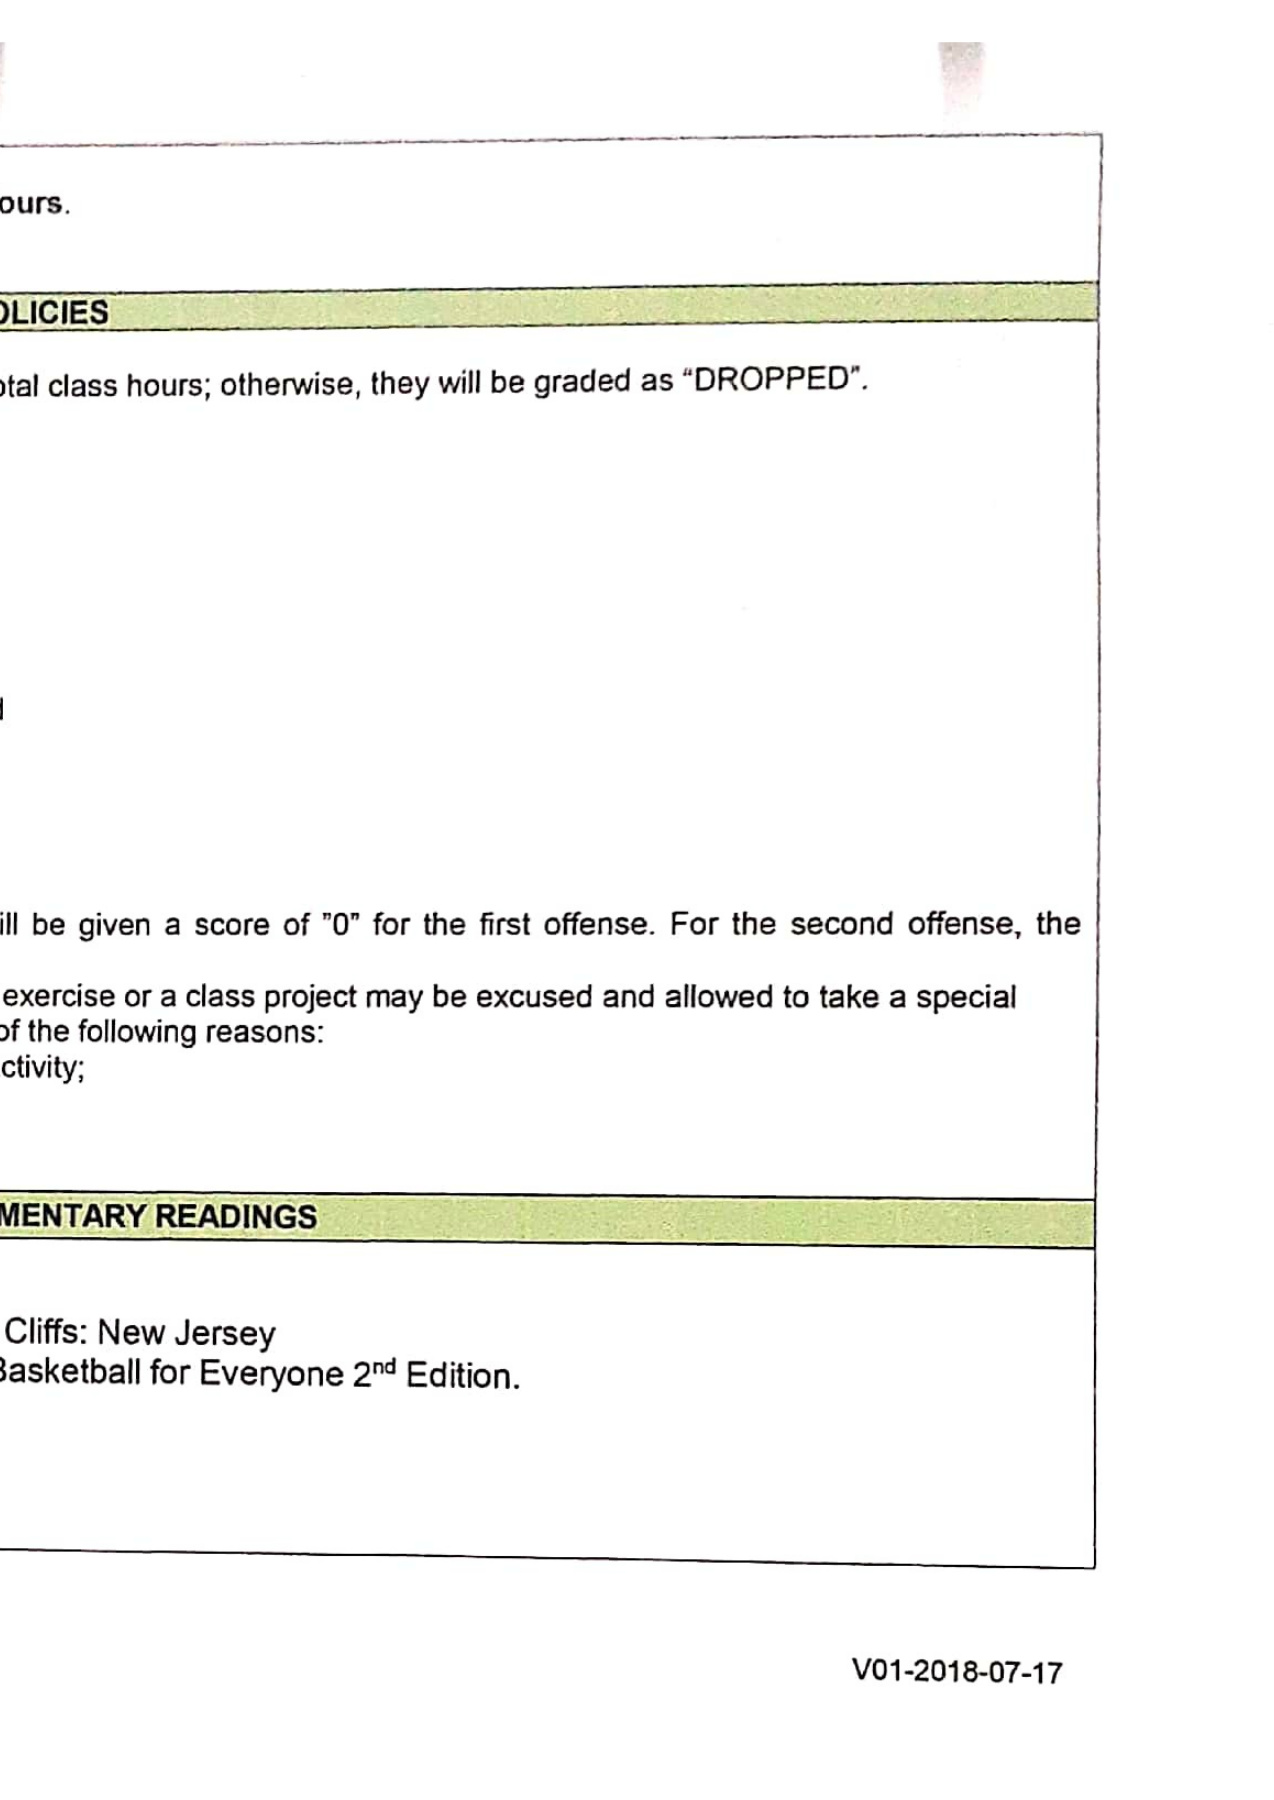 ours.
OLICIES
otal class hours; otherwise, they will be graded as “DROPPED”.
ill be given a score of "0" for the first offense. For the second offense, the
exercise or a class project may be excused and allowed to take a special
of the following reasons:
ctivity;
MENTARY READINGS
Cliffs: New Jersey
Basketball for Everyone 2nd Edition.
V01-2018-07-17